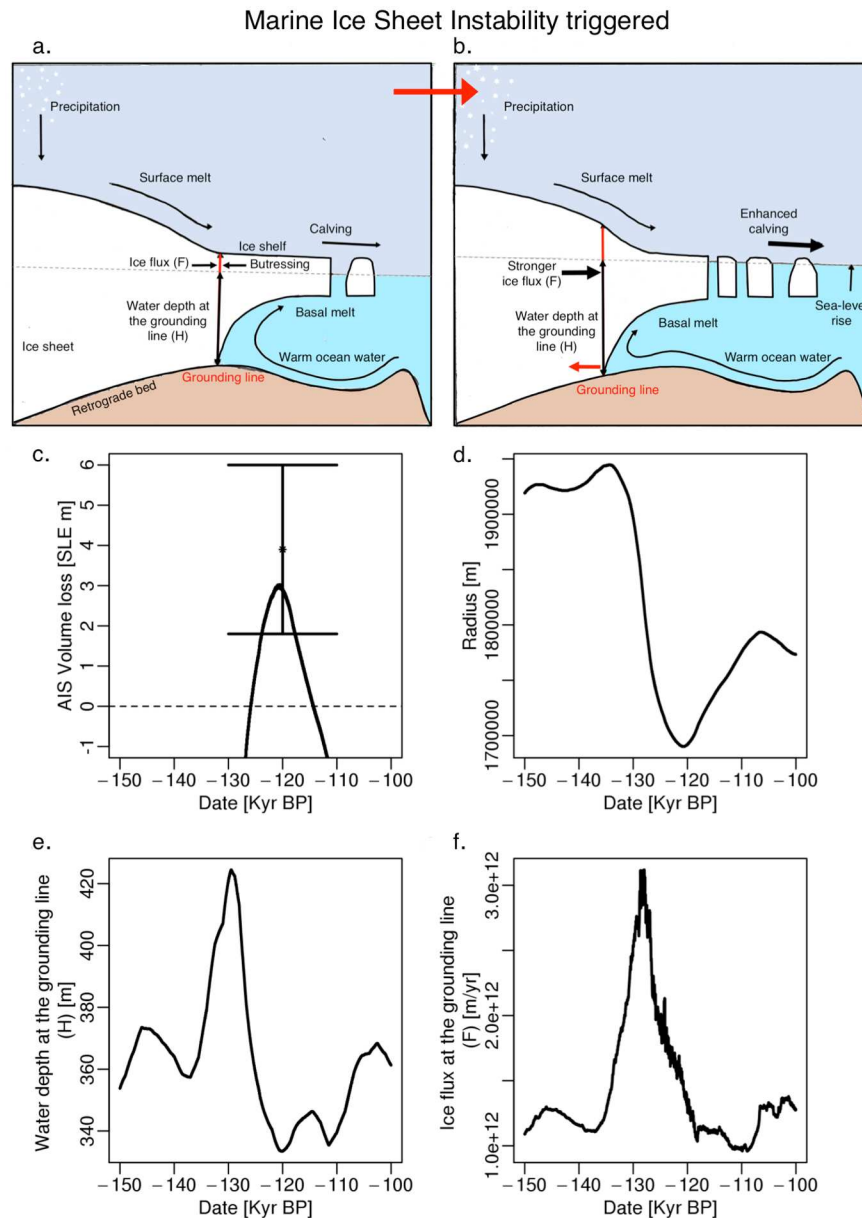 Marine Ice Sheet Instability triggered
a.
Precipitation
Surface melt
Calving
Ice shelf
Ice flux (F)
Butressing
Water depth at
the grounding
line (H)
Basal melt
Ice sheet
Warm ocean water
Grounding line
Retrograde bed
b.
Precipitation
Surface melt
Enhanced
calving
Stronger
ice flux (F)
Water depth at
the grounding
line (H)
Basal melt
Sea-level
rise
Warm ocean water
Grounding line
c.
AIS Volume loss [SLE m]
6
5
4
3
2
1
0
-1
*
−150 −140 −130 −120 −110 −100
Date [Kyr BP]
d.
Radius [m]
1900000
1800000
1700000
−150 −140 −130 −120 −110 −100
Date [Kyr BP]
e.
Water depth at the grounding line
(H) [m]
420
400
380
360
340
−150 −140 −130 −120 −110 −100
Date [Kyr BP]
f.
Ice flux at the grounding line
(F) [m/yr]
3.0e+12
2.0e+12
1.0e+12
−150 −140 −130 −120 −110 −100
Date [Kyr BP]